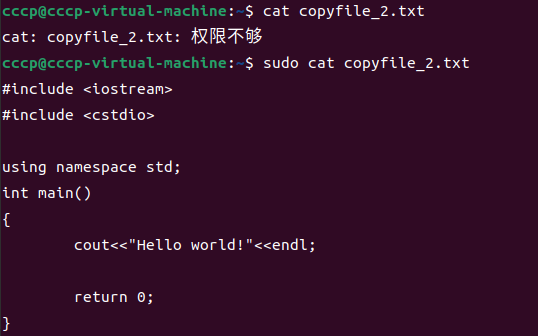 cccp@cccp-virtual-machine:~$ cat copyfile_2.txt
cat: copyfile_2.txt: 权限不够
cccp@cccp-virtual-machine:~$ sudo cat copyfile_2.txt
#include <iostream>
#include <cstdio>

using namespace std;
int main()
{
        cout<<"Hello world!"<<endl;

        return 0;
}